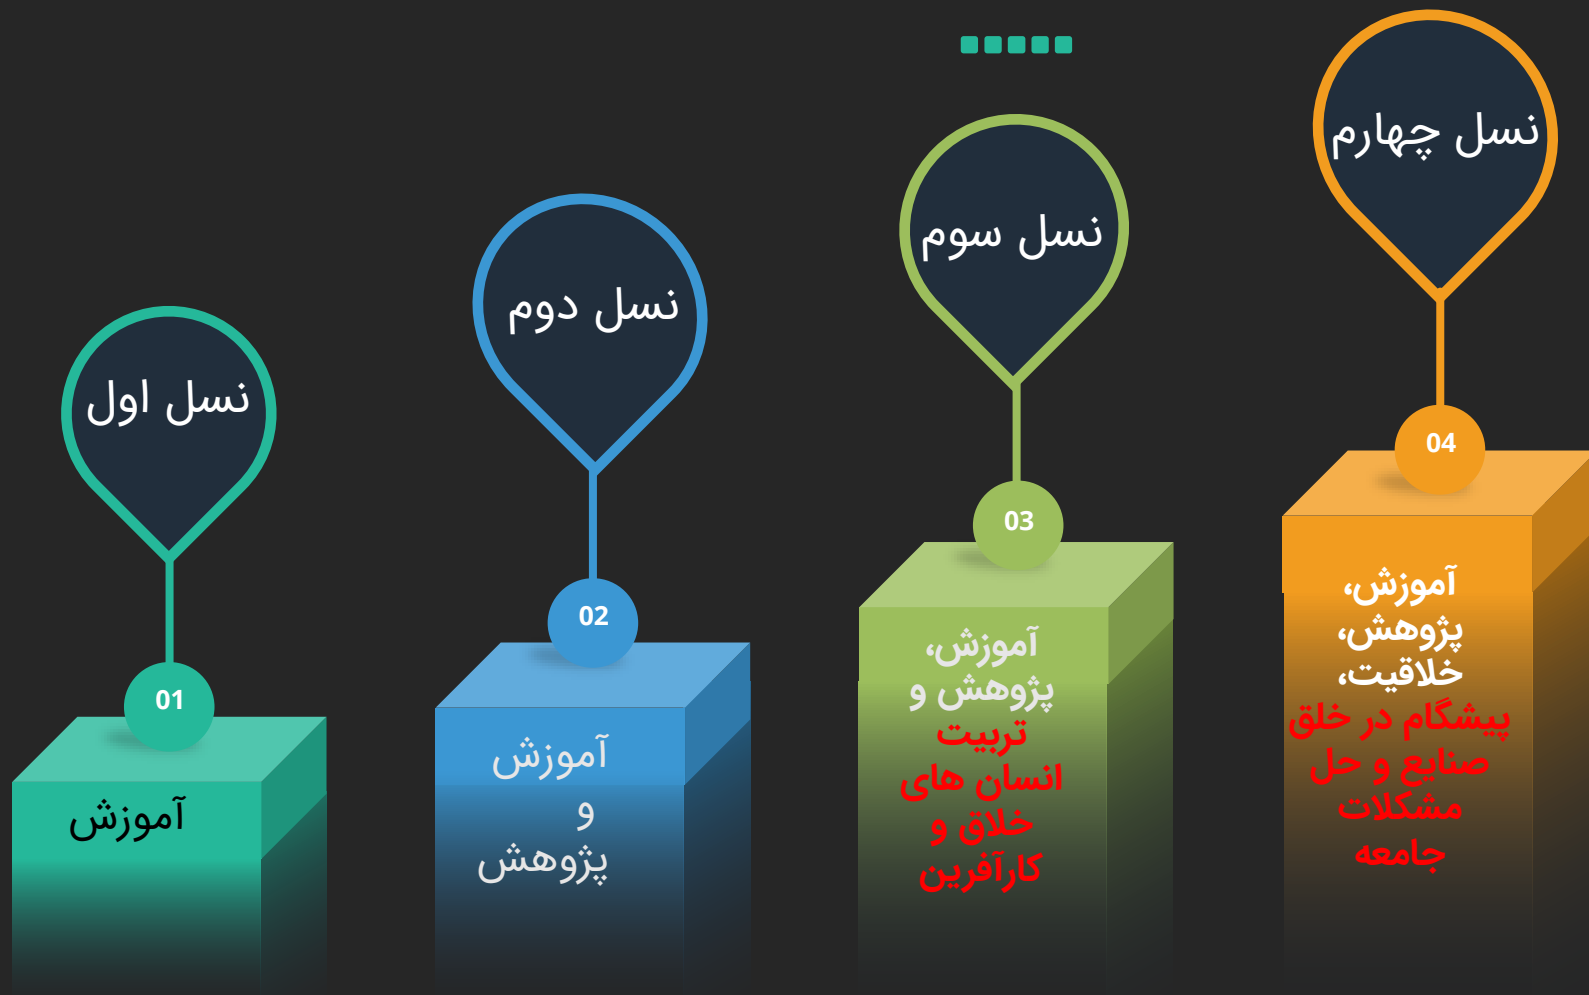 نسل اول
01
آموزش
نسل دوم
02
آموزش
و
پژوهش
نسل سوم
03
آموزش،
پژوهش و
تربیت
انسان های
خلاق و
کارآفرین
نسل چهارم
04
آموزش،
پژوهش،
خلاقیت،
پیشگام در خلق
صنایع و حل
مشکلات
جامعه